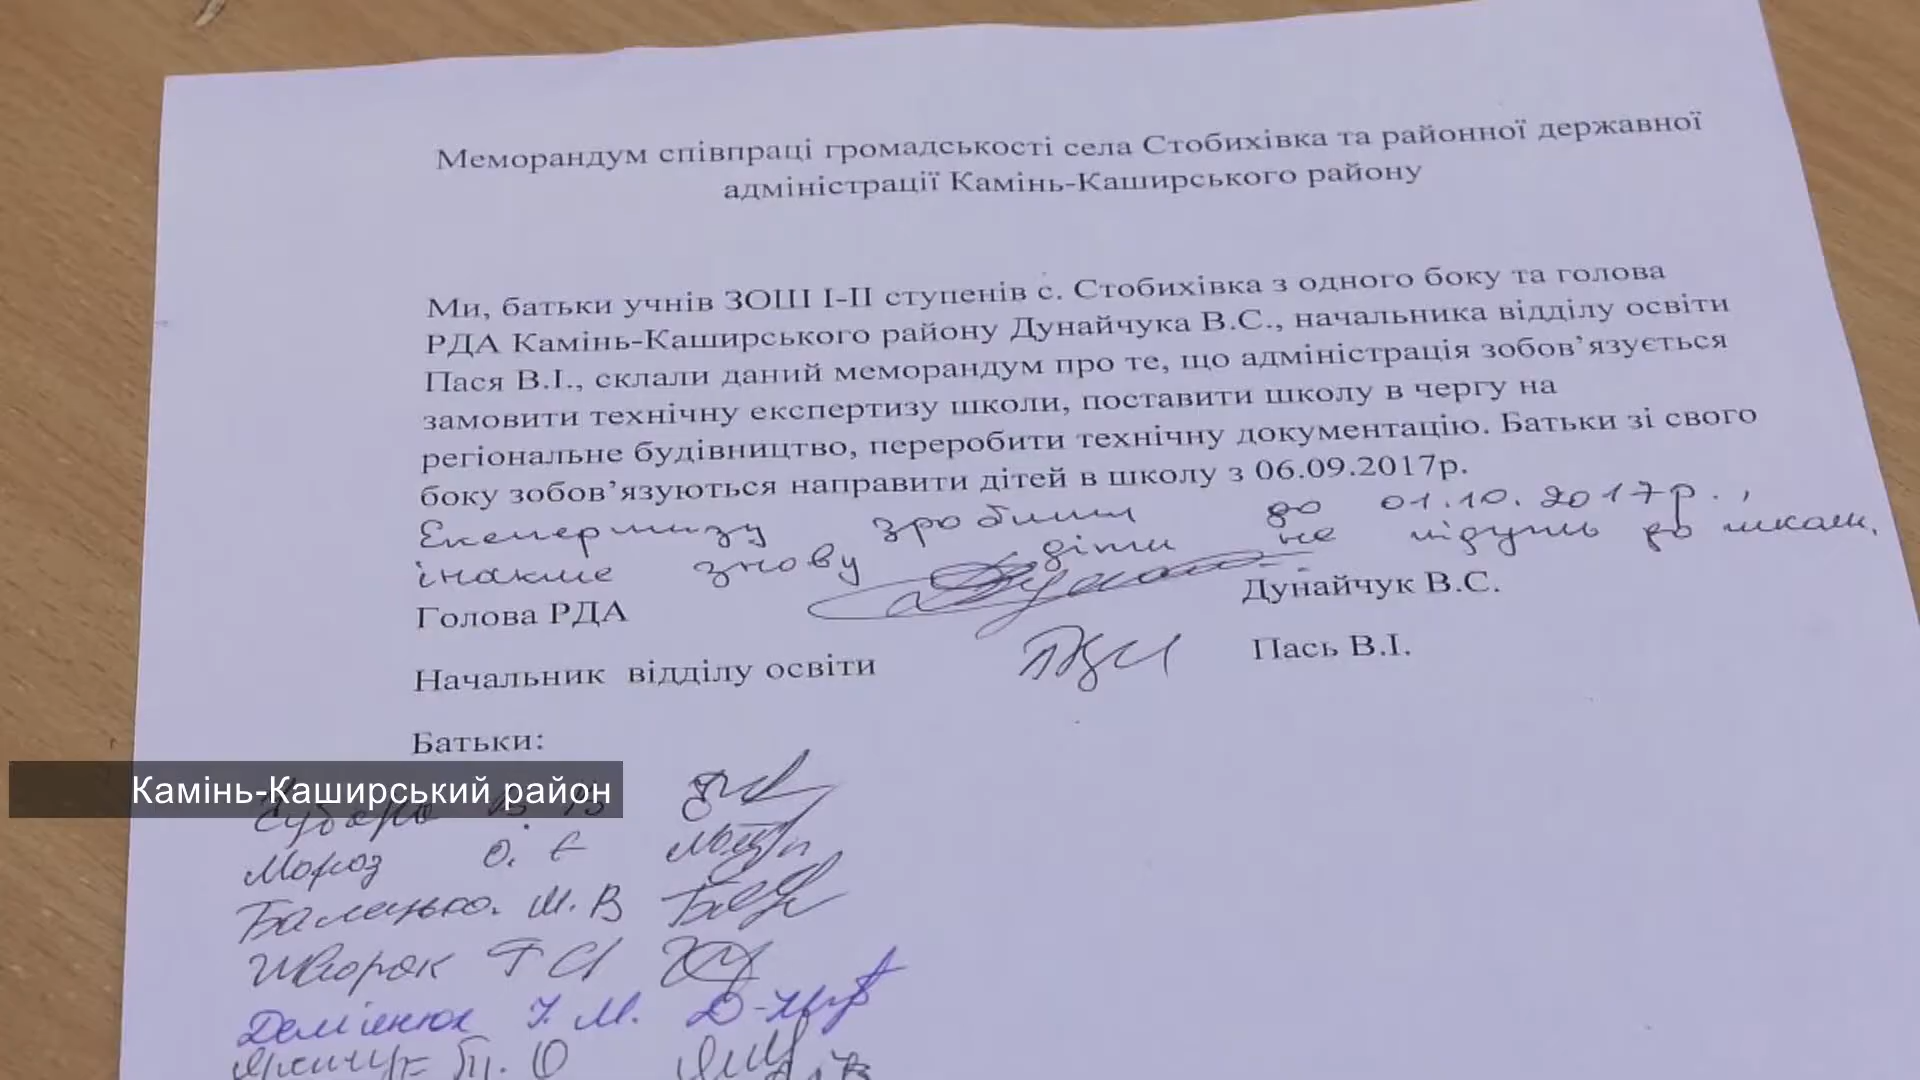 Меморандум співпраці громадськості села Стобихівка та районної державної
адміністрації Камінь-Каширського району
Ми, батьки учнів ЗОШ І-ІІ ступенів с. Стобихівка з одного боку та голова
РДА Камінь-Каширського району Дунайчука В.С., начальника відділу освіти
Пася В.І., склали даний меморандум про те, що адміністрація зобов’язується
замовити технічну експертизу школи, поставити школу в чергу на
регіональне будівництво, переробити технічну документацію. Батьки зі свого
боку зобов’язуються направити дітей в школу з 06.09.2017р.
Експертизу зробити до 01.10.2017р.,
інакше знову діти не підуть до школи.
Голова РДА Дунайчук В.С.
Начальник відділу освіти Пась В.І.
Батьки:
Камінь-Каширський район
Мороз О. Є
М. В
Дем'янюк І. М.